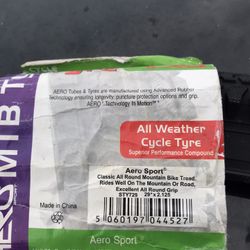 AERO Tubes & Tyres are manufactured using Advanced Rubber
Technology ensuring longevity, puncture protection options and grip.
AERO "Technology In Motion"
All Weather
Cycle Tyre
Superior Performance Compound
Aero Sport®
Classic All Round Mountain Bike Tread,
Rides Well On The Mountain Or Road,
Excellent All Round Grip
STY729 29" x 2.125
Made in China
5 060197 044527
Aero Sport
AERO MTB